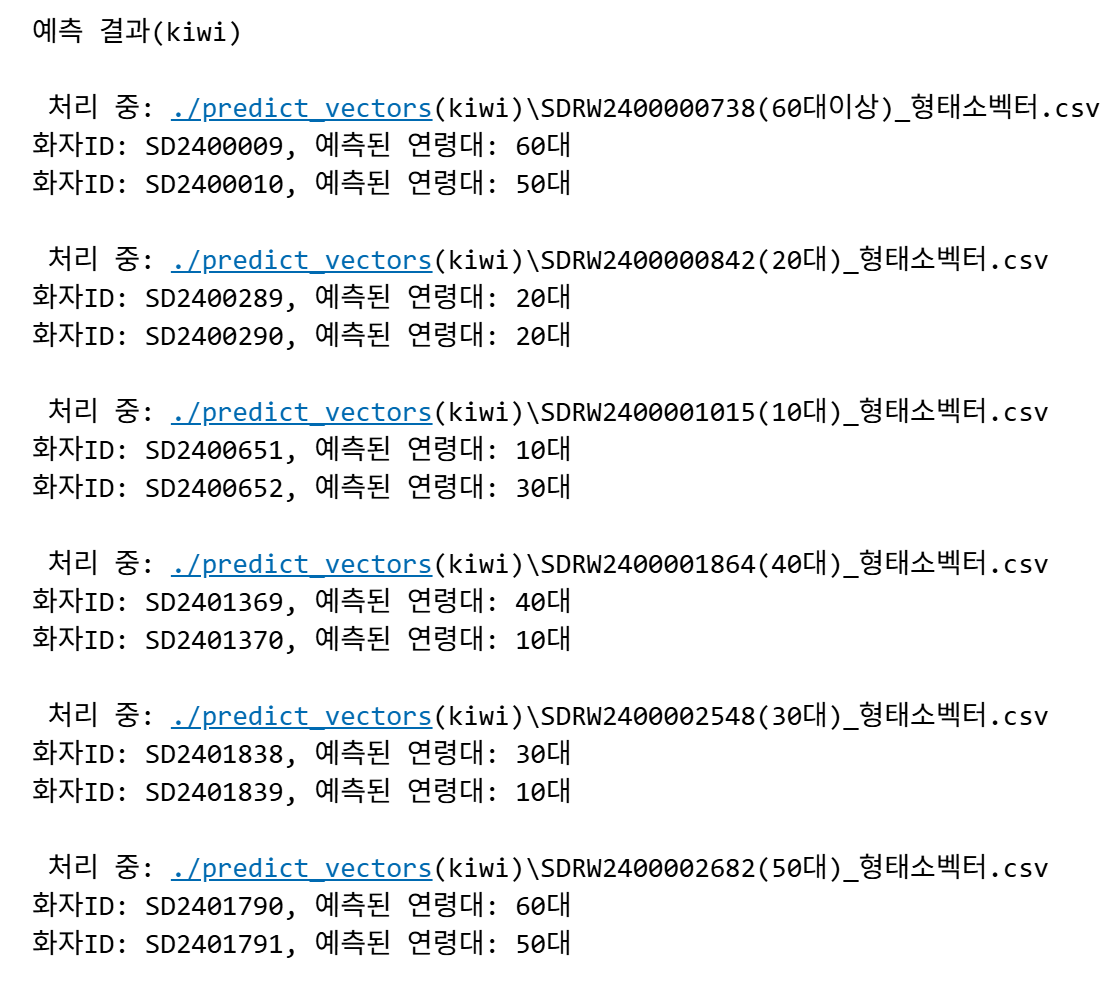 예측 결과(kiwi)
처리 중: ./predict_vectors(kiwi)\SDRW2400000738(60대이상)_형태소벡터.csv
화자ID: SD2400009, 예측된 연령대: 60대
화자ID: SD2400010, 예측된 연령대: 50대
처리 중: ./predict_vectors(kiwi)\SDRW2400000842(20대)_형태소벡터.csv
화자ID: SD2400289, 예측된 연령대: 20대
화자ID: SD2400290, 예측된 연령대: 20대
처리 중: ./predict_vectors(kiwi)\SDRW2400001015(10대)_형태소벡터.csv
화자ID: SD2400651, 예측된 연령대: 10대
화자ID: SD2400652, 예측된 연령대: 30대
처리 중: ./predict_vectors(kiwi)\SDRW2400001864(40대)_형태소벡터.csv
화자ID: SD2401369, 예측된 연령대: 40대
화자ID: SD2401370, 예측된 연령대: 10대
처리 중: ./predict_vectors(kiwi)\SDRW2400002548(30대)_형태소벡터.csv
화자ID: SD2401838, 예측된 연령대: 30대
화자ID: SD2401839, 예측된 연령대: 10대
처리 중: ./predict_vectors(kiwi)\SDRW2400002682(50대)_형태소벡터.csv
화자ID: SD2401790, 예측된 연령대: 60대
화자ID: SD2401791, 예측된 연령대: 50대